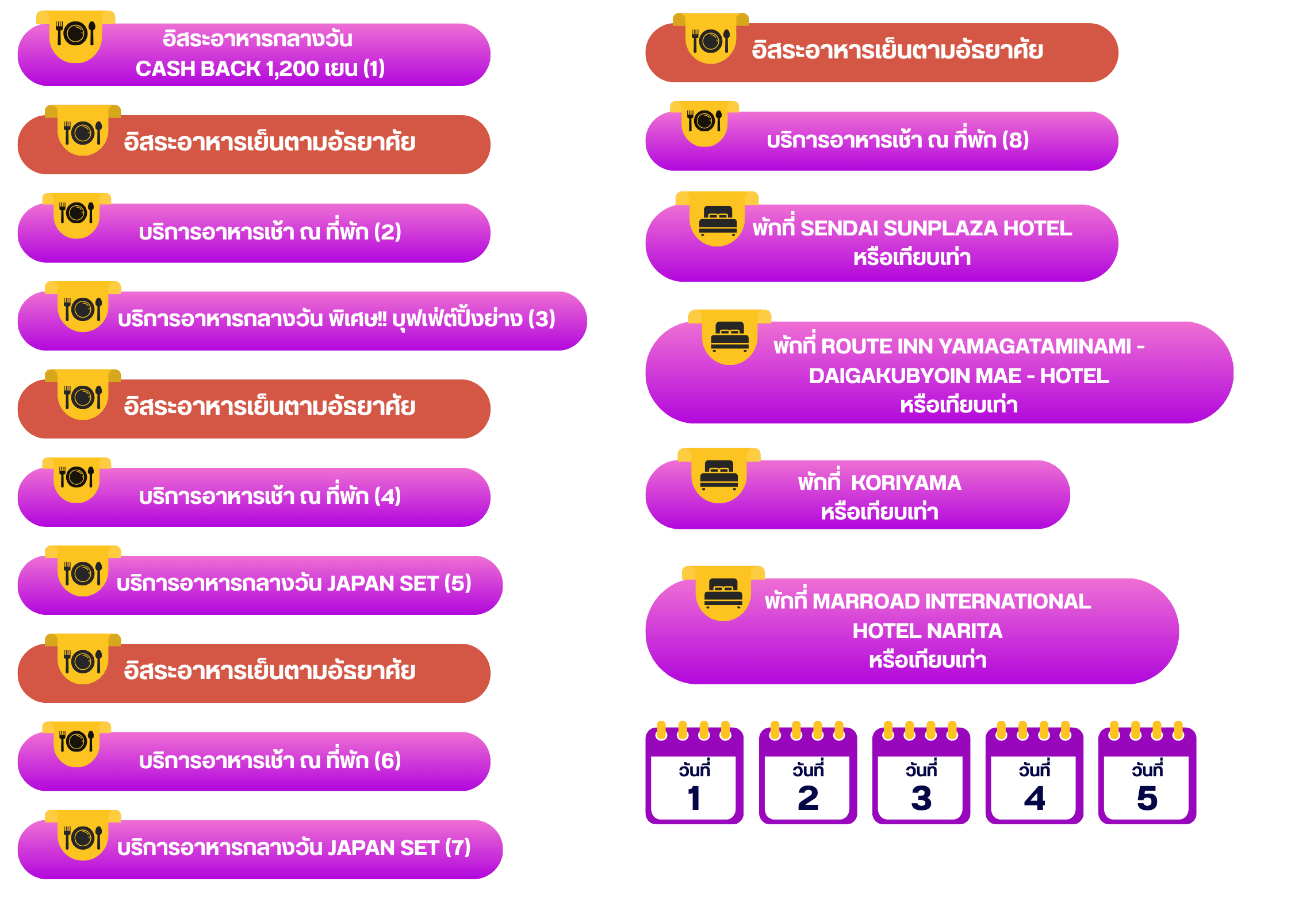 อิสระอาหารกลางวัน
CASH BACK 1,200 เยน (1)
อิสระอาหารเย็นตามอัธยาศัย
บริการอาหารเช้า ณ ที่พัก (2)
บริการอาหารกลางวัน พิเศษ!! บุฟเฟ่ต์ปิ้งย่าง (3)
อิสระอาหารเย็นตามอัธยาศัย
บริการอาหารเช้า ณ ที่พัก (4)
บริการอาหารกลางวัน JAPAN SET (5)
อิสระอาหารเย็นตามอัธยาศัย
บริการอาหารเช้า ณ ที่พัก (6)
บริการอาหารกลางวัน JAPAN SET (7)
อิสระอาหารเย็นตามอัธยาศัย
บริการอาหารเช้า ณ ที่พัก (8)
พักที่ SENDAI SUNPLAZA HOTEL
หรือเทียบเท่า
พักที่ ROUTE INN YAMAGATAMINAMI -
DAIGAKUBYOIN MAE - HOTEL
หรือเทียบเท่า
พักที่ KORIYAMA
หรือเทียบเท่า
พักที่ MARROAD INTERNATIONAL
HOTEL NARITA
หรือเทียบเท่า
วันที่
1
วันที่
2
วันที่
3
วันที่
4
วันที่
5